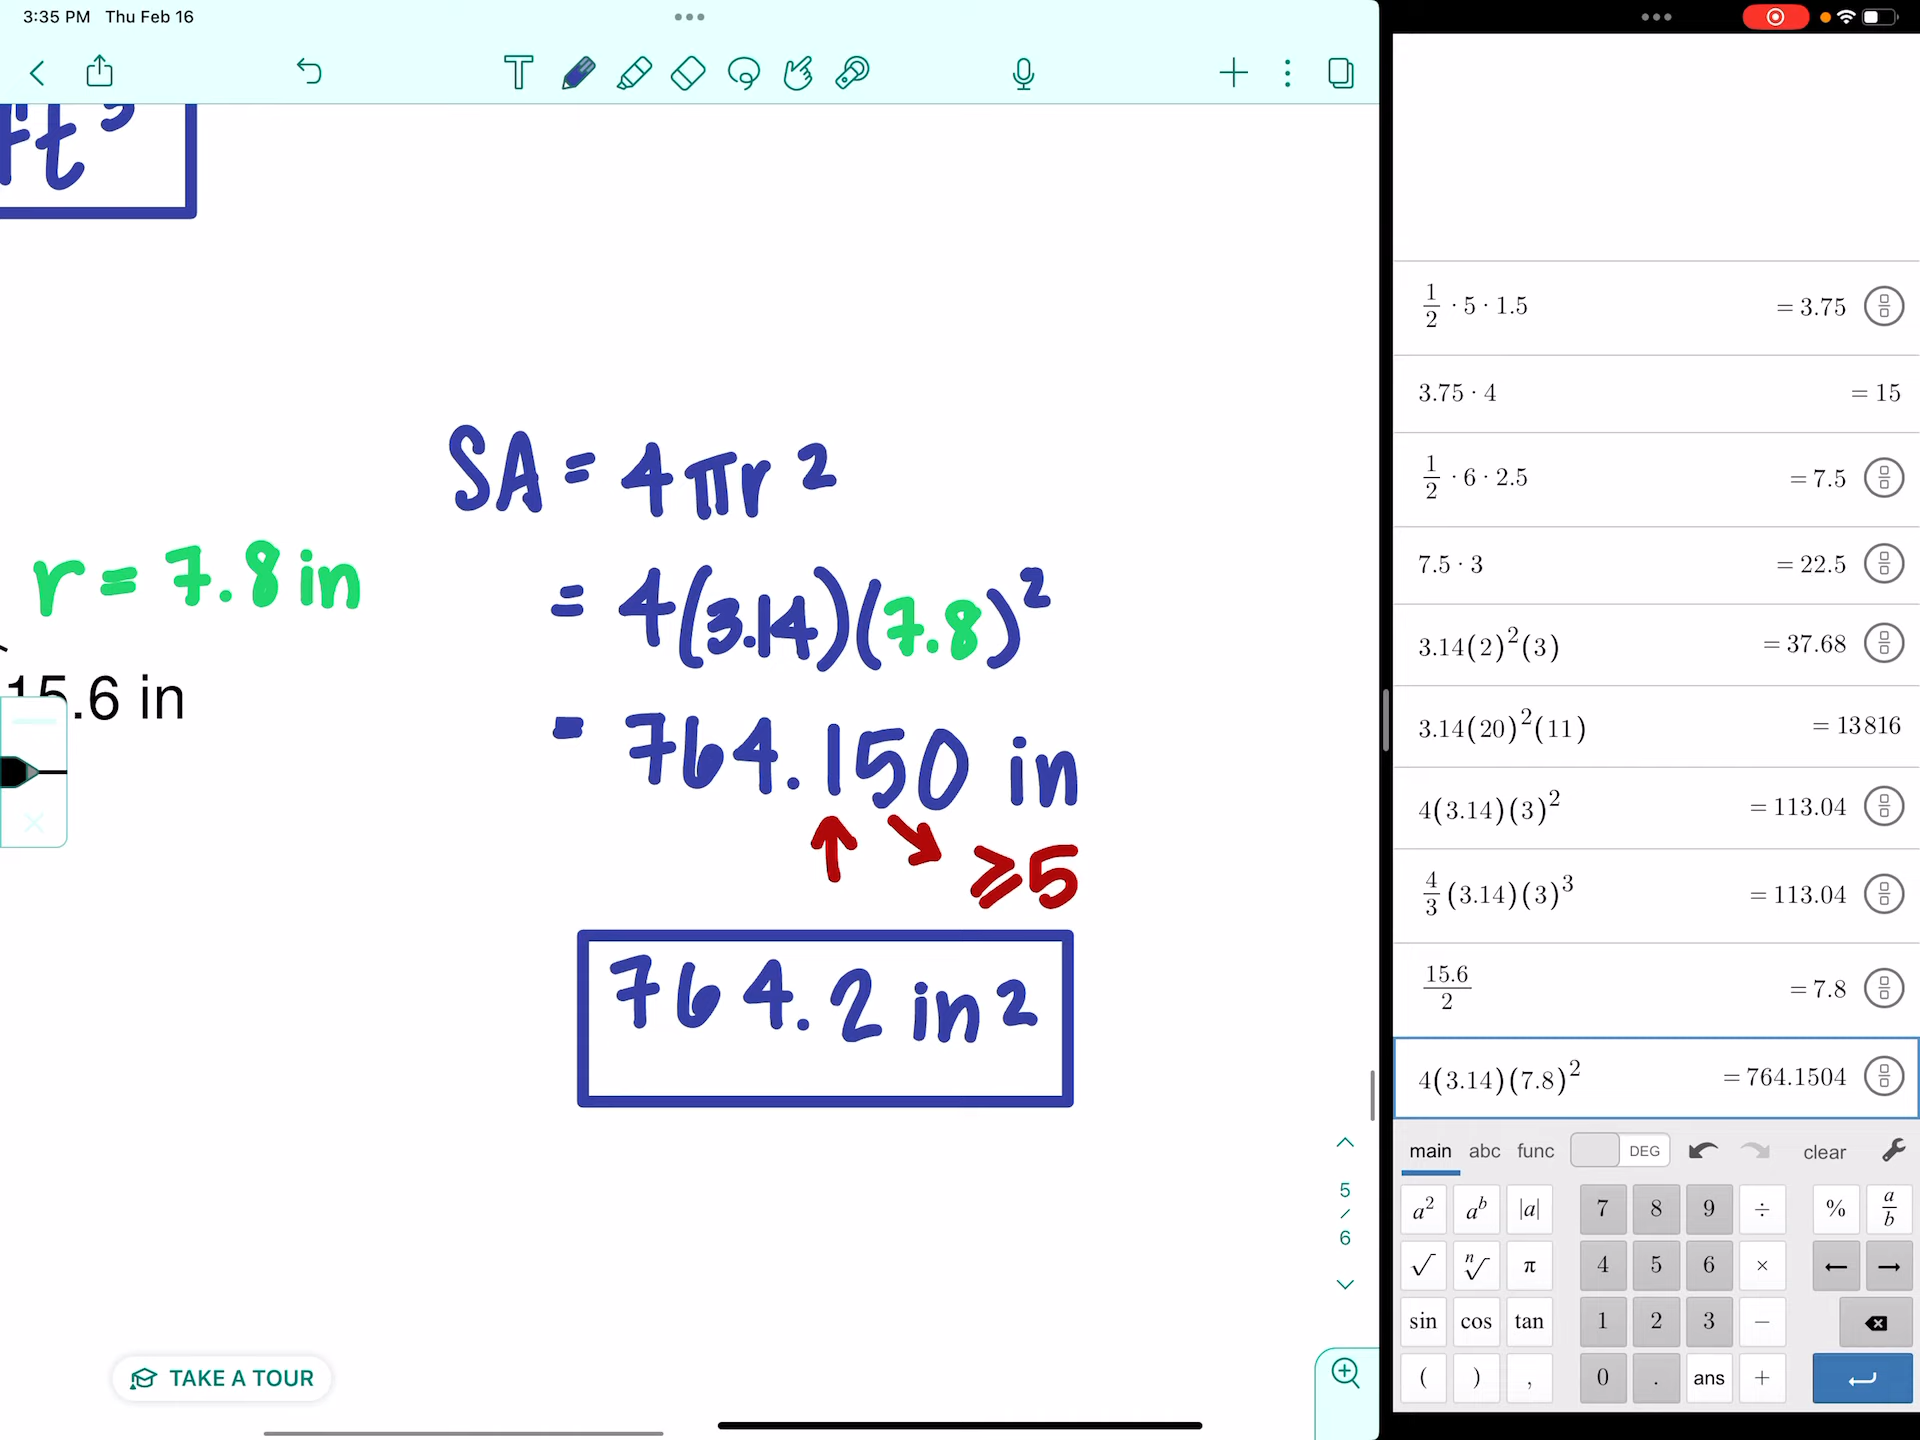 3:35 PM Thu Feb 16
ft³
SA = 4πr²
r = 7.8 in
= 4(3.14)(7.8)²
15.6 in
= 764.150 in
↑ ↘ ≥5
764.2 in²
5
/
6
TAKE A TOUR
1/2 · 5 · 1.5 = 3.75
3.75 · 4 = 15
1/2 · 6 · 2.5 = 7.5
7.5 · 3 = 22.5
3.14(2)²(3) = 37.68
3.14(20)²(11) = 13816
4(3.14)(3)² = 113.04
4/3 (3.14)(3)³ = 113.04
15.6/2 = 7.8
4(3.14)(7.8)² = 764.1504
main abc func DEG clear
a² aᵇ |a| 7 8 9 ÷ % a/b
√ ⁿ√ π 4 5 6 × ← →
sin cos tan 1 2 3 −
( ) , 0 . ans +